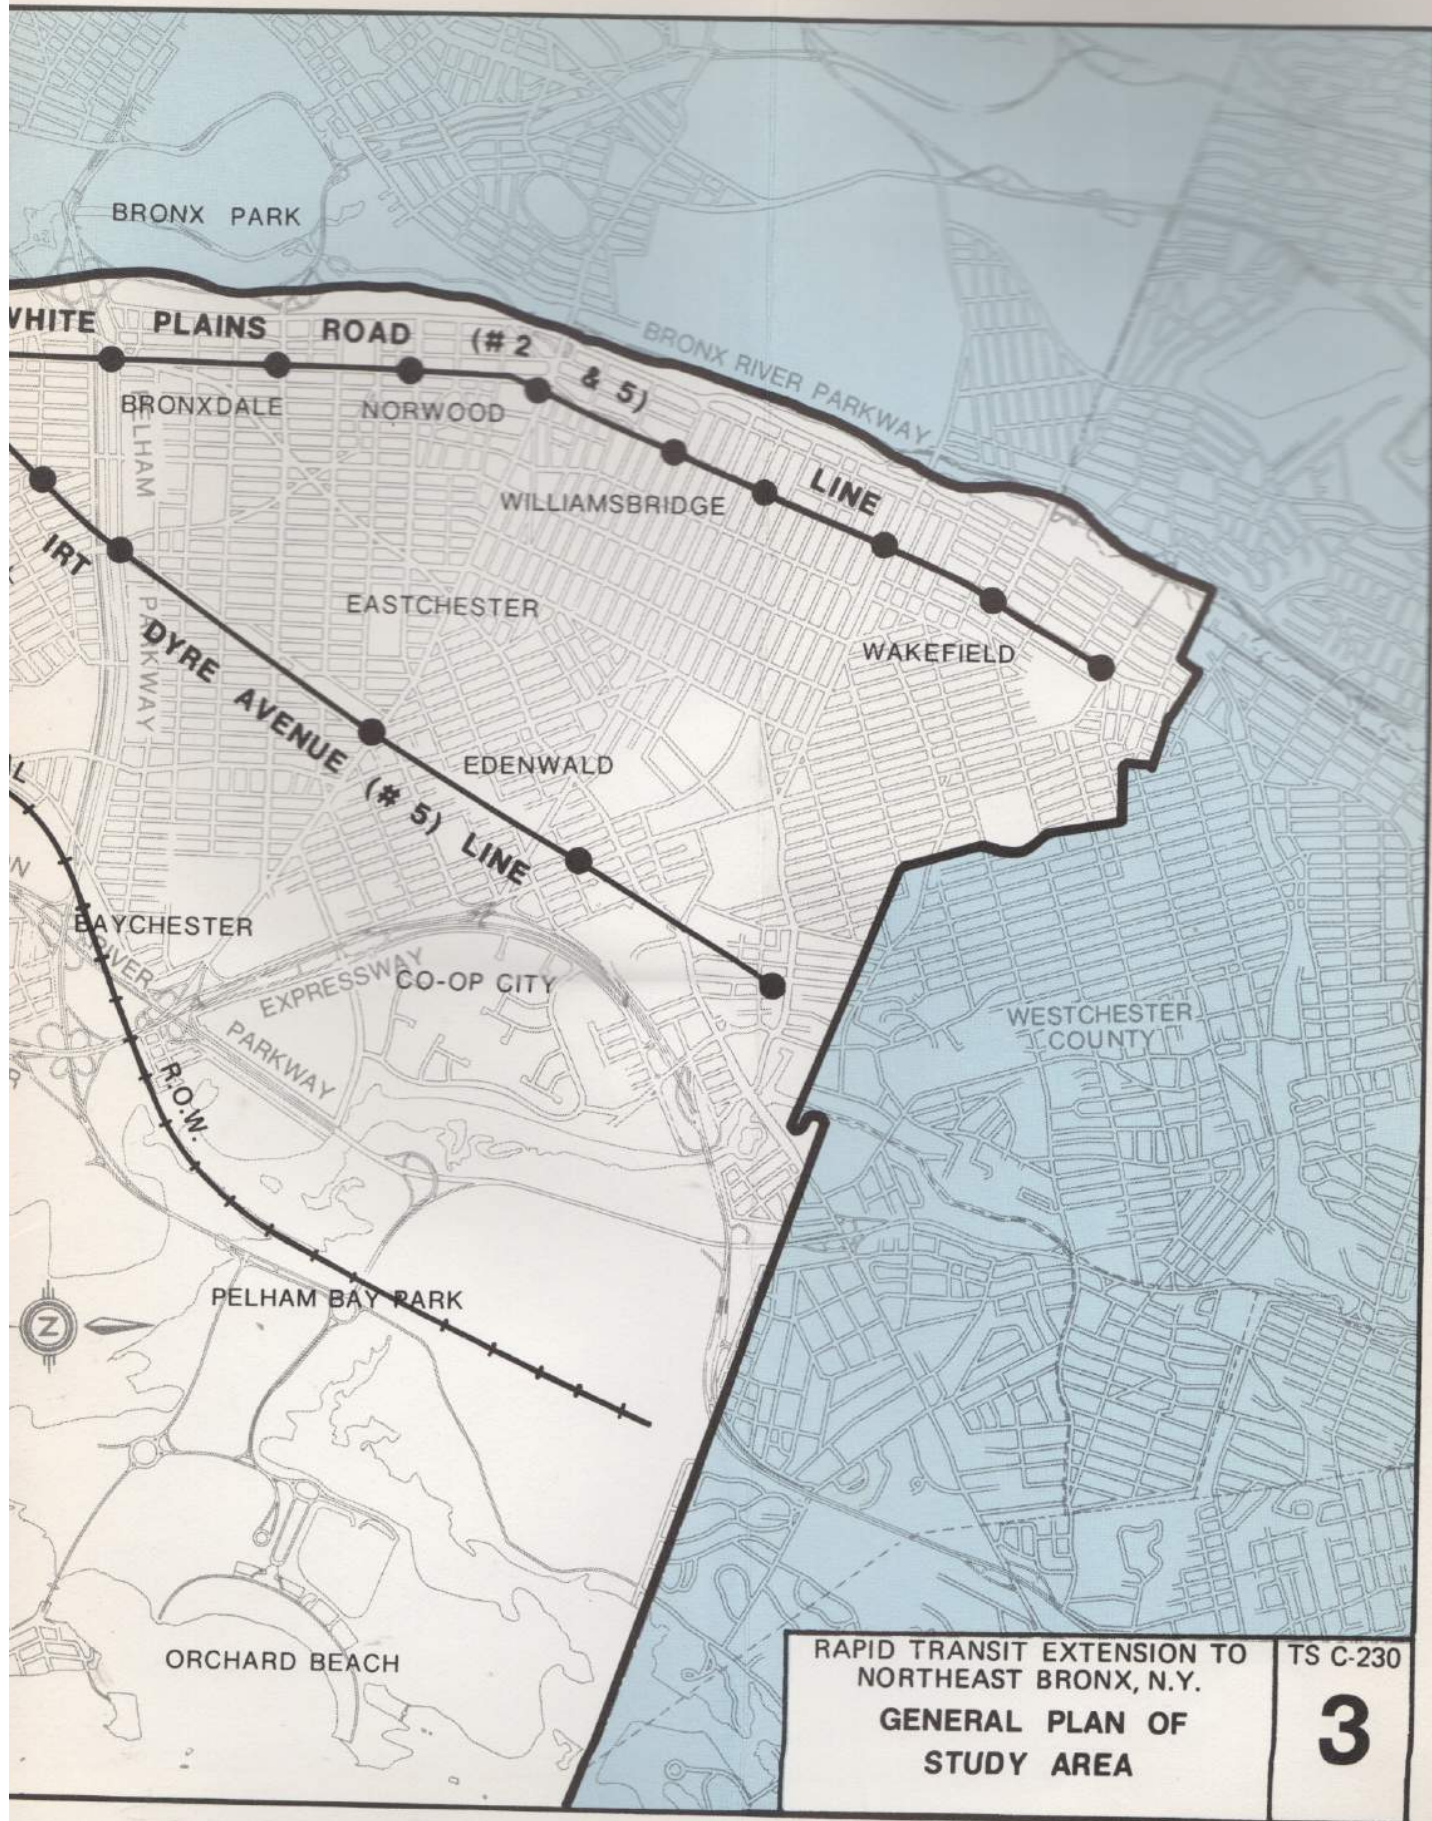 BRONX PARK
WHITE PLAINS ROAD (# 2 & 5) LINE
BRONX RIVER PARKWAY
BRONXDALE
NORWOOD
PELHAM PARKWAY
WILLIAMSBRIDGE
IRT DYRE AVENUE (# 5) LINE
EASTCHESTER
WAKEFIELD
EDENWALD
L
N
BAYCHESTER
RIVER
EXPRESSWAY
CO-OP CITY
PARKWAY
WESTCHESTER
COUNTY
R
R.O.W.
PELHAM BAY PARK
N
ORCHARD BEACH
RAPID TRANSIT EXTENSION TO
NORTHEAST BRONX, N.Y.
GENERAL PLAN OF
STUDY AREA
TS C-230
3